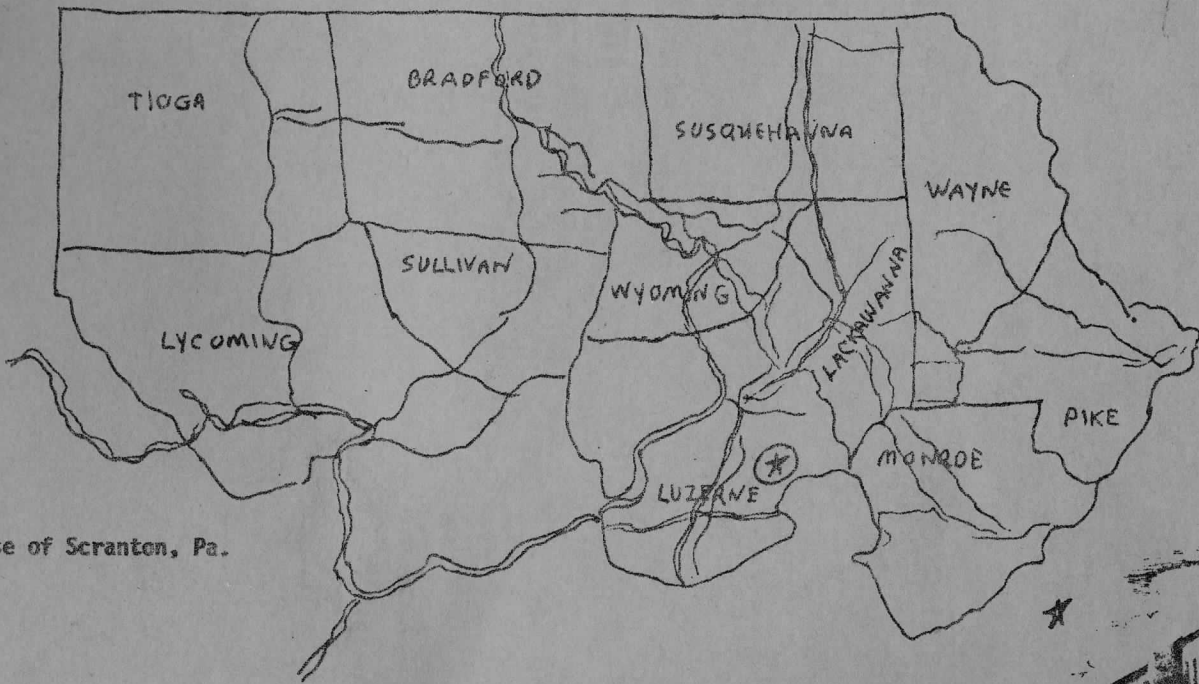 TIOGA
BRADFORD
SUSQUEHANNA
WAYNE
SULLIVAN
WYOMING
LYCOMING
LACKAWANNA
PIKE
MONROE
LUZERNE
of Scranton, Pa.